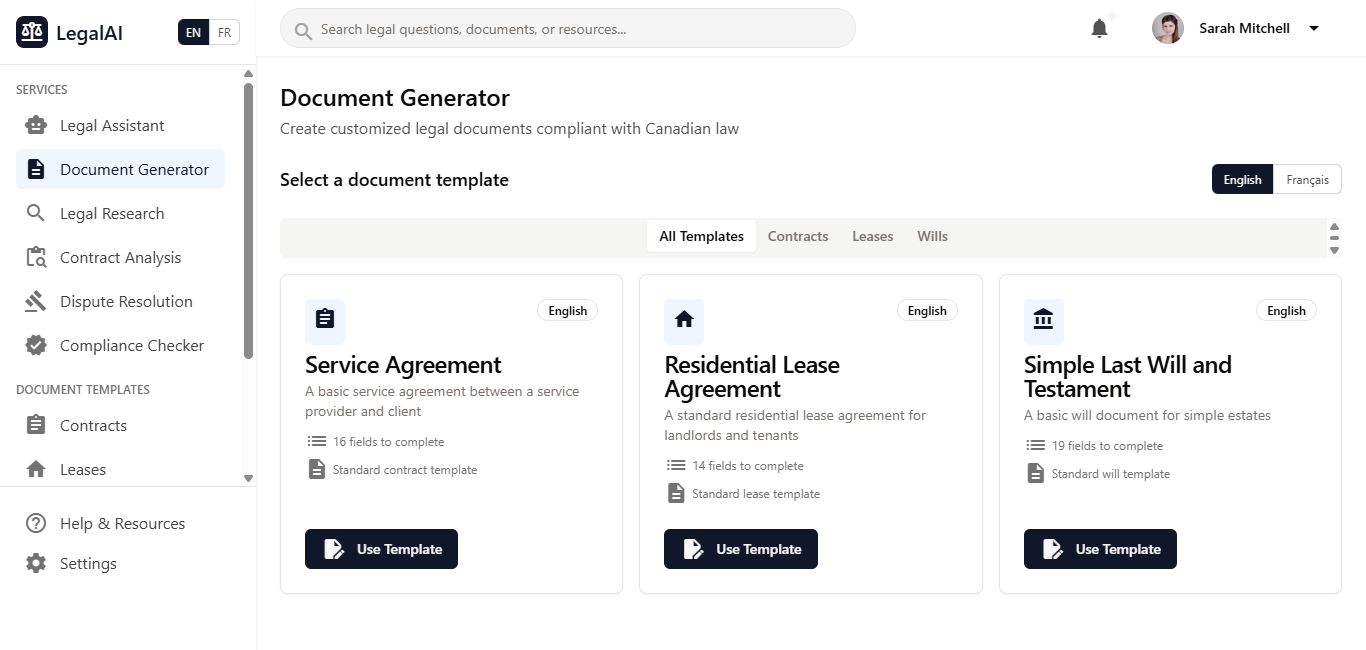 LegalAI
EN FR
SERVICES
Legal Assistant
Document Generator
Legal Research
Contract Analysis
Dispute Resolution
Compliance Checker
DOCUMENT TEMPLATES
Contracts
Leases
Help & Resources
Settings
Search legal questions, documents, or resources...
Sarah Mitchell
Document Generator
Create customized legal documents compliant with Canadian law
Select a document template
English Français
All Templates Contracts Leases Wills
English
Service Agreement
A basic service agreement between a service
provider and client
16 fields to complete
Standard contract template
Use Template
English
Residential Lease
Agreement
A standard residential lease agreement for
landlords and tenants
14 fields to complete
Standard lease template
Use Template
English
Simple Last Will and
Testament
A basic will document for simple estates
19 fields to complete
Standard will template
Use Template